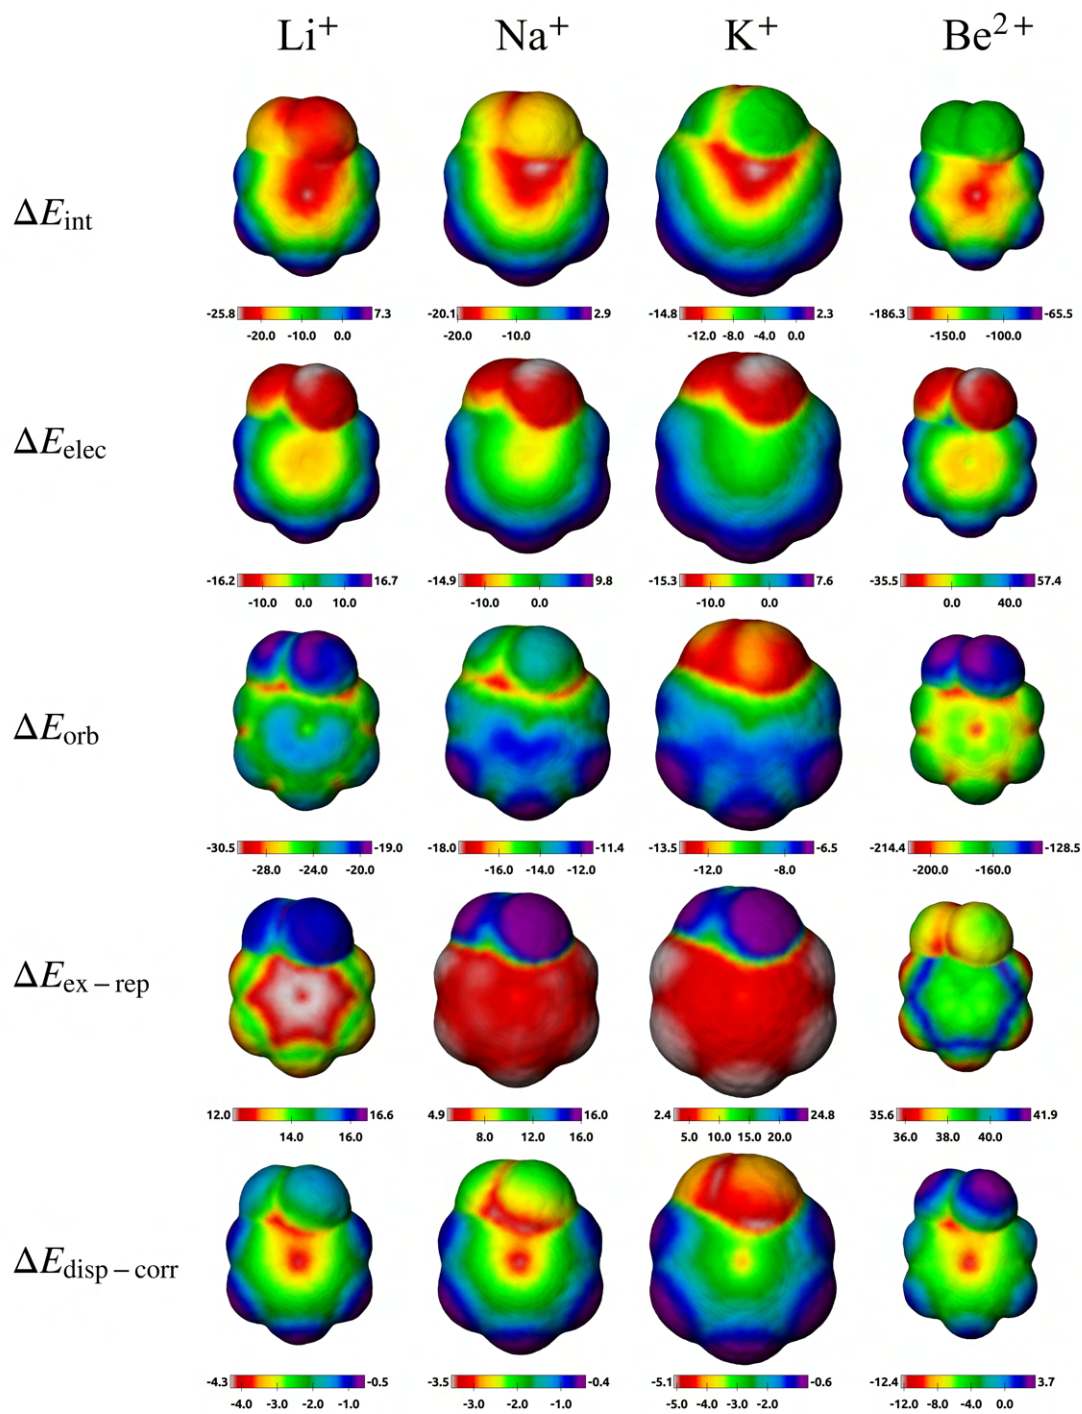 Li⁺ Na⁺ K⁺ Be²⁺
ΔE_int
-25.8 7.3 -20.1 2.9 -14.8 2.3 -186.3 -65.5
-20.0 -10.0 0.0 -20.0 -10.0 -12.0 -8.0 -4.0 0.0 -150.0 -100.0
ΔE_elec
-16.2 16.7 -14.9 9.8 -15.3 7.6 -35.5 57.4
-10.0 0.0 10.0 -10.0 0.0 -10.0 0.0 0.0 40.0
ΔE_orb
-30.5 -19.0 -18.0 -11.4 -13.5 -6.5 -214.4 -128.5
-28.0 -24.0 -20.0 -16.0 -14.0 -12.0 -12.0 -8.0 -200.0 -160.0
ΔE_ex – rep
12.0 16.6 4.9 16.0 2.4 24.8 35.6 41.9
14.0 16.0 8.0 12.0 16.0 5.0 10.0 15.0 20.0 36.0 38.0 40.0
ΔE_disp – corr
-4.3 -0.5 -3.5 -0.4 -5.1 -0.6 -12.4 3.7
-4.0 -3.0 -2.0 -1.0 -3.0 -2.0 -1.0 -5.0 -4.0 -3.0 -2.0 -12.0 -8.0 -4.0 0.0